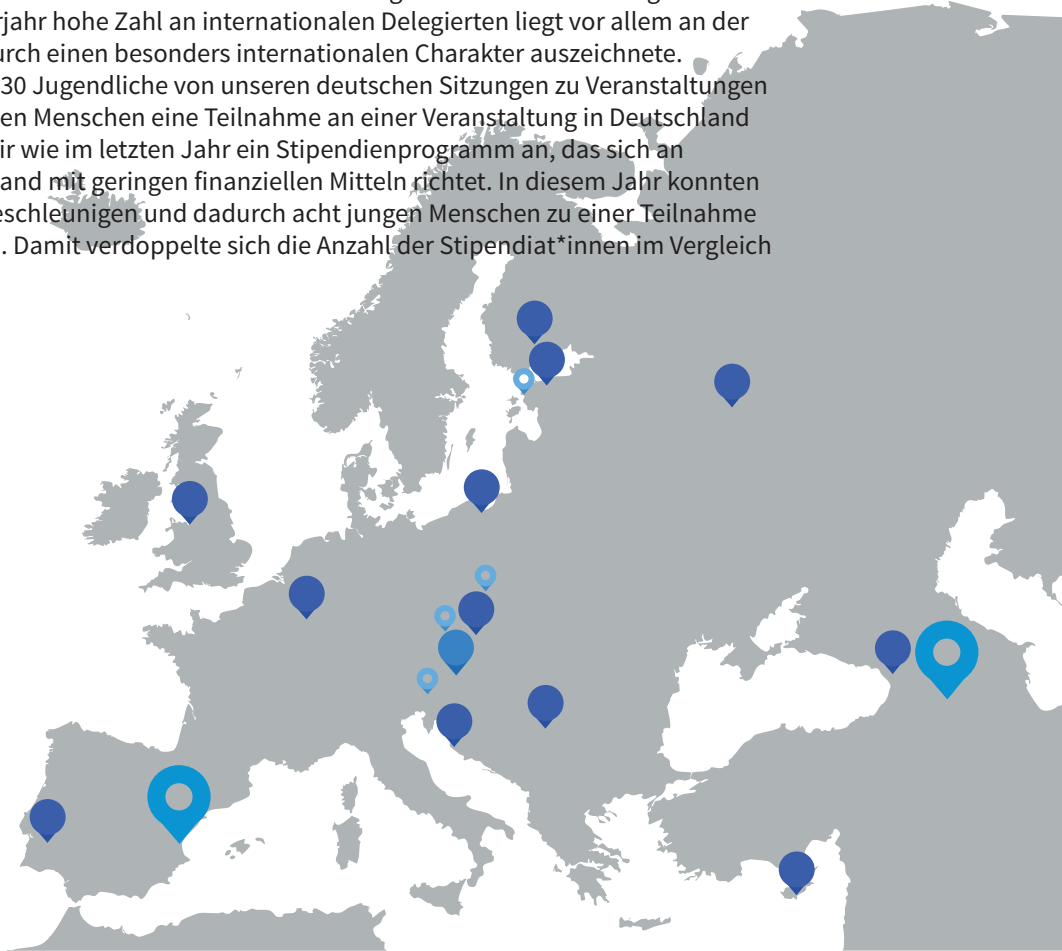 rjahr hohe Zahl an internationalen Delegierten liegt vor allem an der
urch einen besonders internationalen Charakter auszeichnete.
30 Jugendliche von unseren deutschen Sitzungen zu Veranstaltungen
en Menschen eine Teilnahme an einer Veranstaltung in Deutschland
ir wie im letzten Jahr ein Stipendienprogramm an, das sich an
and mit geringen finanziellen Mitteln richtet. In diesem Jahr konnten
eschleunigen und dadurch acht jungen Menschen zu einer Teilnahme
. Damit verdoppelte sich die Anzahl der Stipendiat*innen im Vergleich